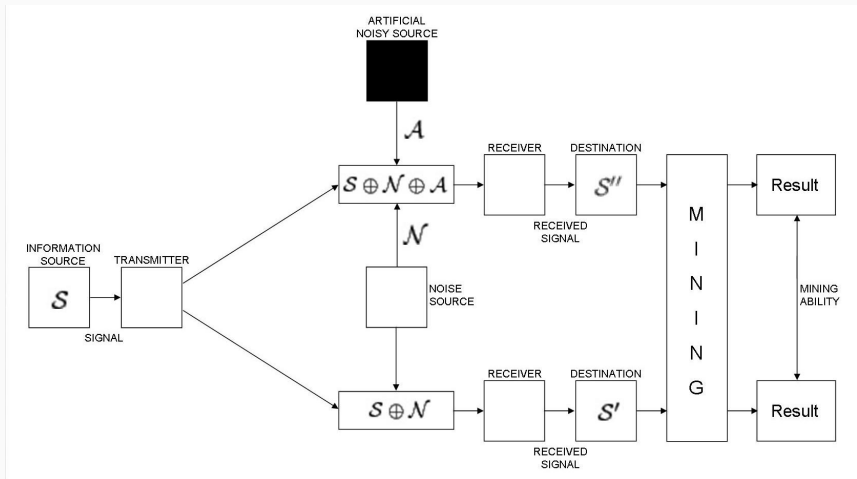 ARTIFICIAL
NOISY SOURCE
𝒜
RECEIVER
DESTINATION
𝒮 ⊕ 𝒩 ⊕ 𝒜
𝒮″
Result
RECEIVED
SIGNAL
𝒩
INFORMATION
SOURCE
TRANSMITTER
𝒮
SIGNAL
NOISE
SOURCE
M
I
N
I
N
G
MINING
ABILITY
RECEIVER
DESTINATION
𝒮 ⊕ 𝒩
𝒮′
Result
RECEIVED
SIGNAL